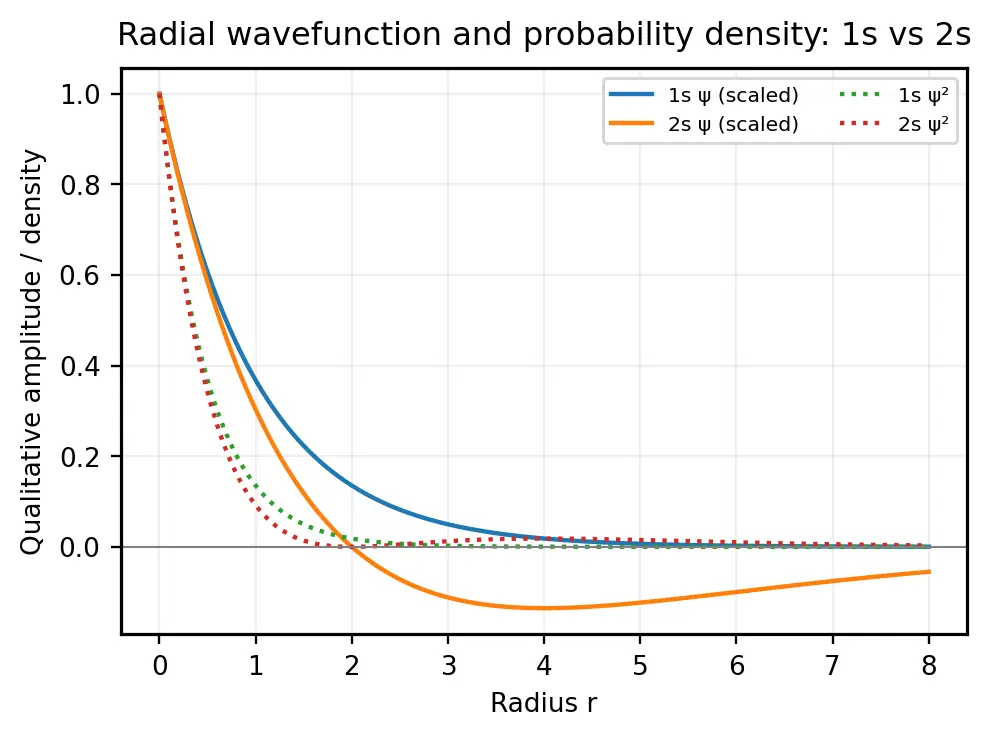 Radial wavefunction and probability density: 1s vs 2s
1s ψ (scaled)
2s ψ (scaled)
1s ψ²
2s ψ²
Qualitative amplitude / density
1.0
0.8
0.6
0.4
0.2
0.0
0 1 2 3 4 5 6 7 8
Radius r